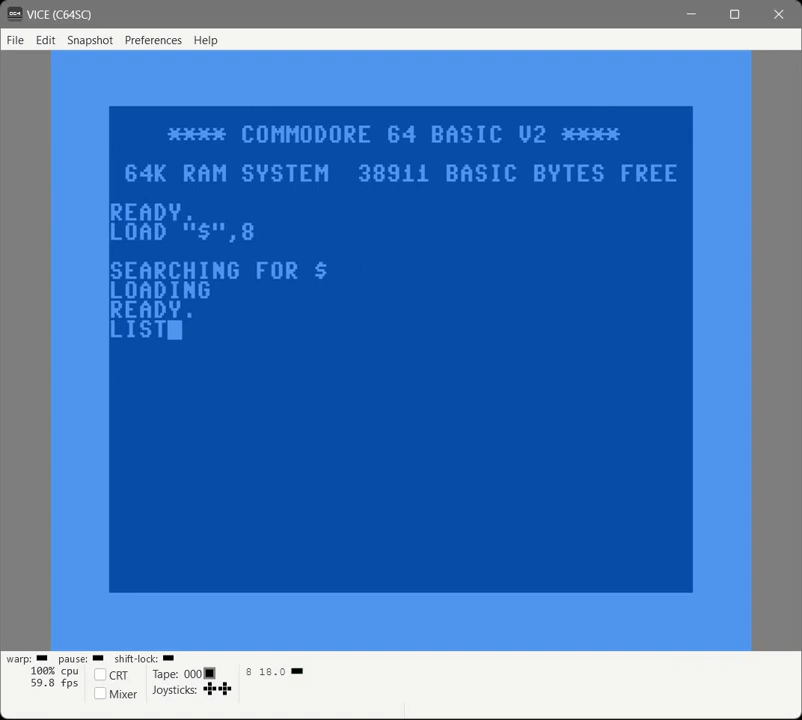 VICE (C64SC)
File Edit Snapshot Preferences Help
**** COMMODORE 64 BASIC V2 ****
64K RAM SYSTEM 38911 BASIC BYTES FREE
READY.
LOAD "$",8
SEARCHING FOR $
LOADING
READY.
LIST
warp: pause: shift-lock:
100% cpu
59.8 fps
CRT
Mixer
Tape: 000
Joysticks:
8 18.0